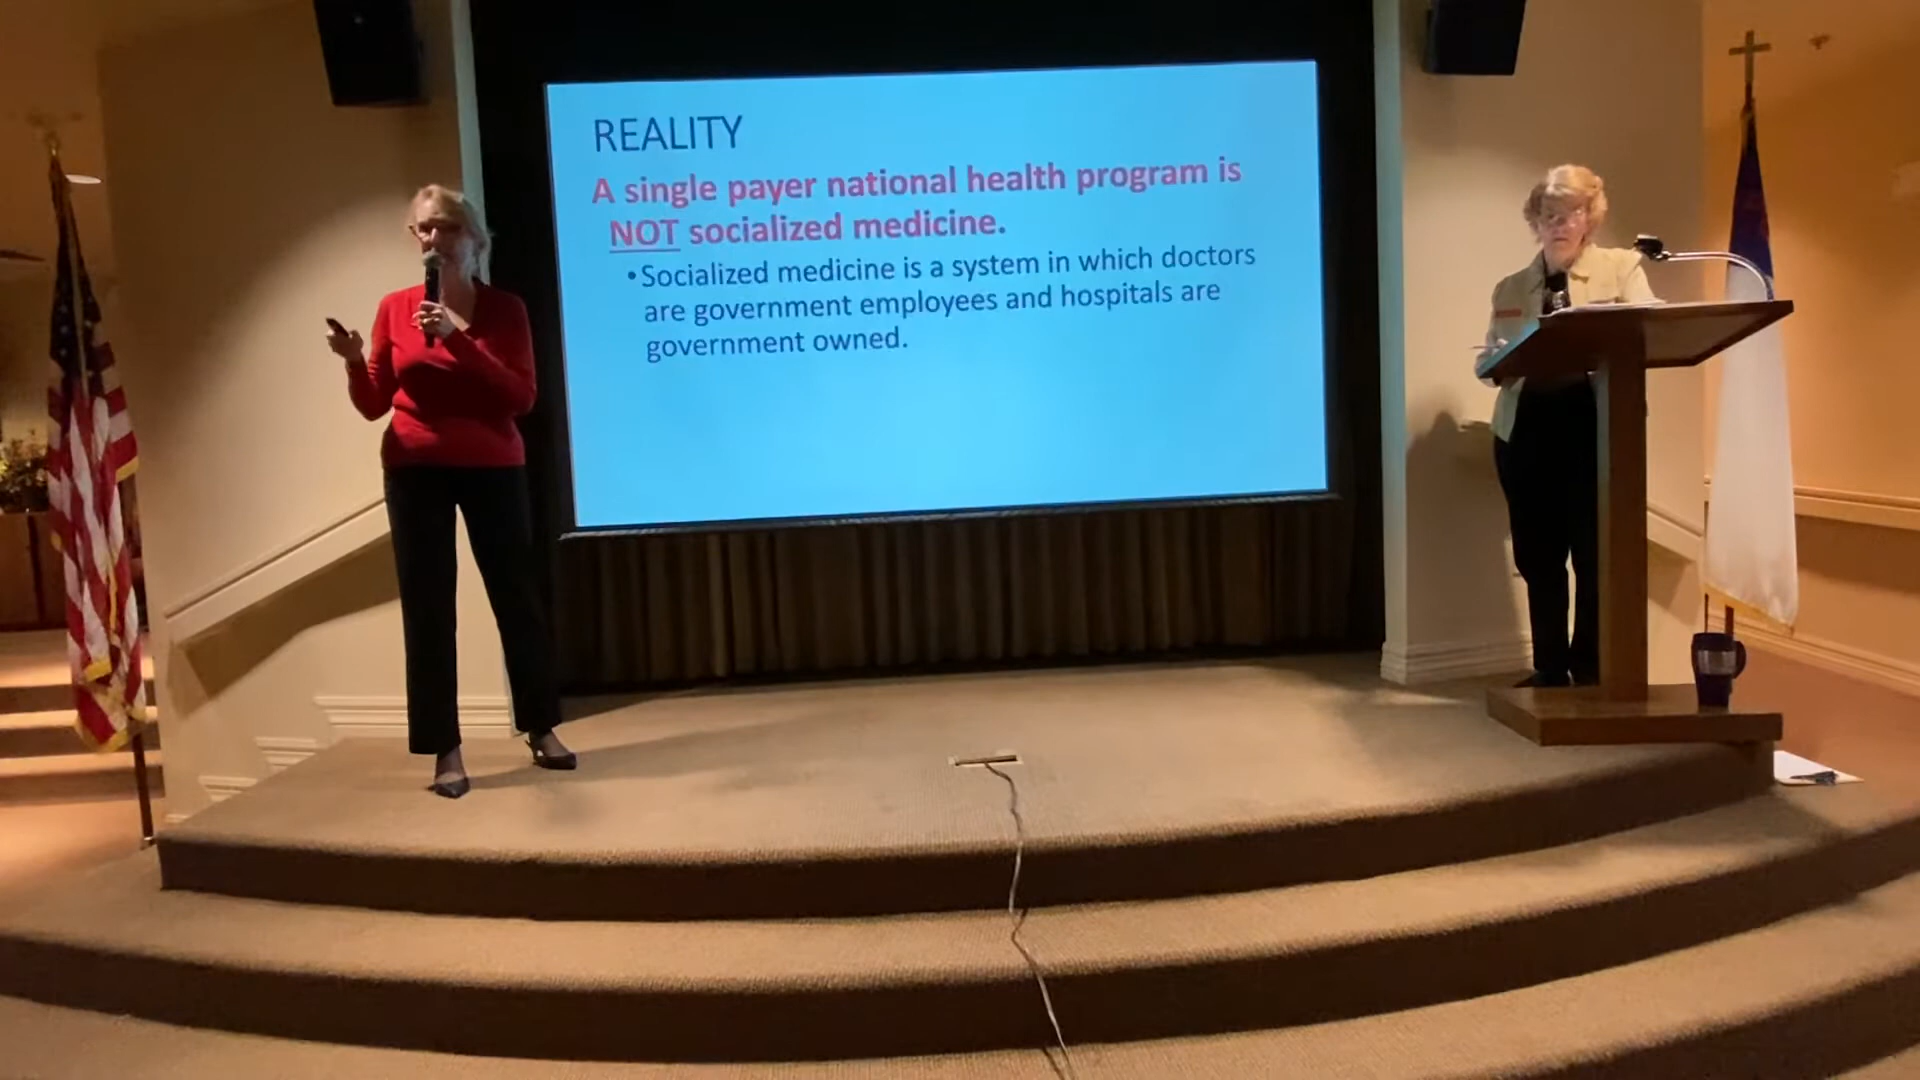 REALITY
A single payer national health program is
NOT socialized medicine.
•Socialized medicine is a system in which doctors
are government employees and hospitals are
government owned.